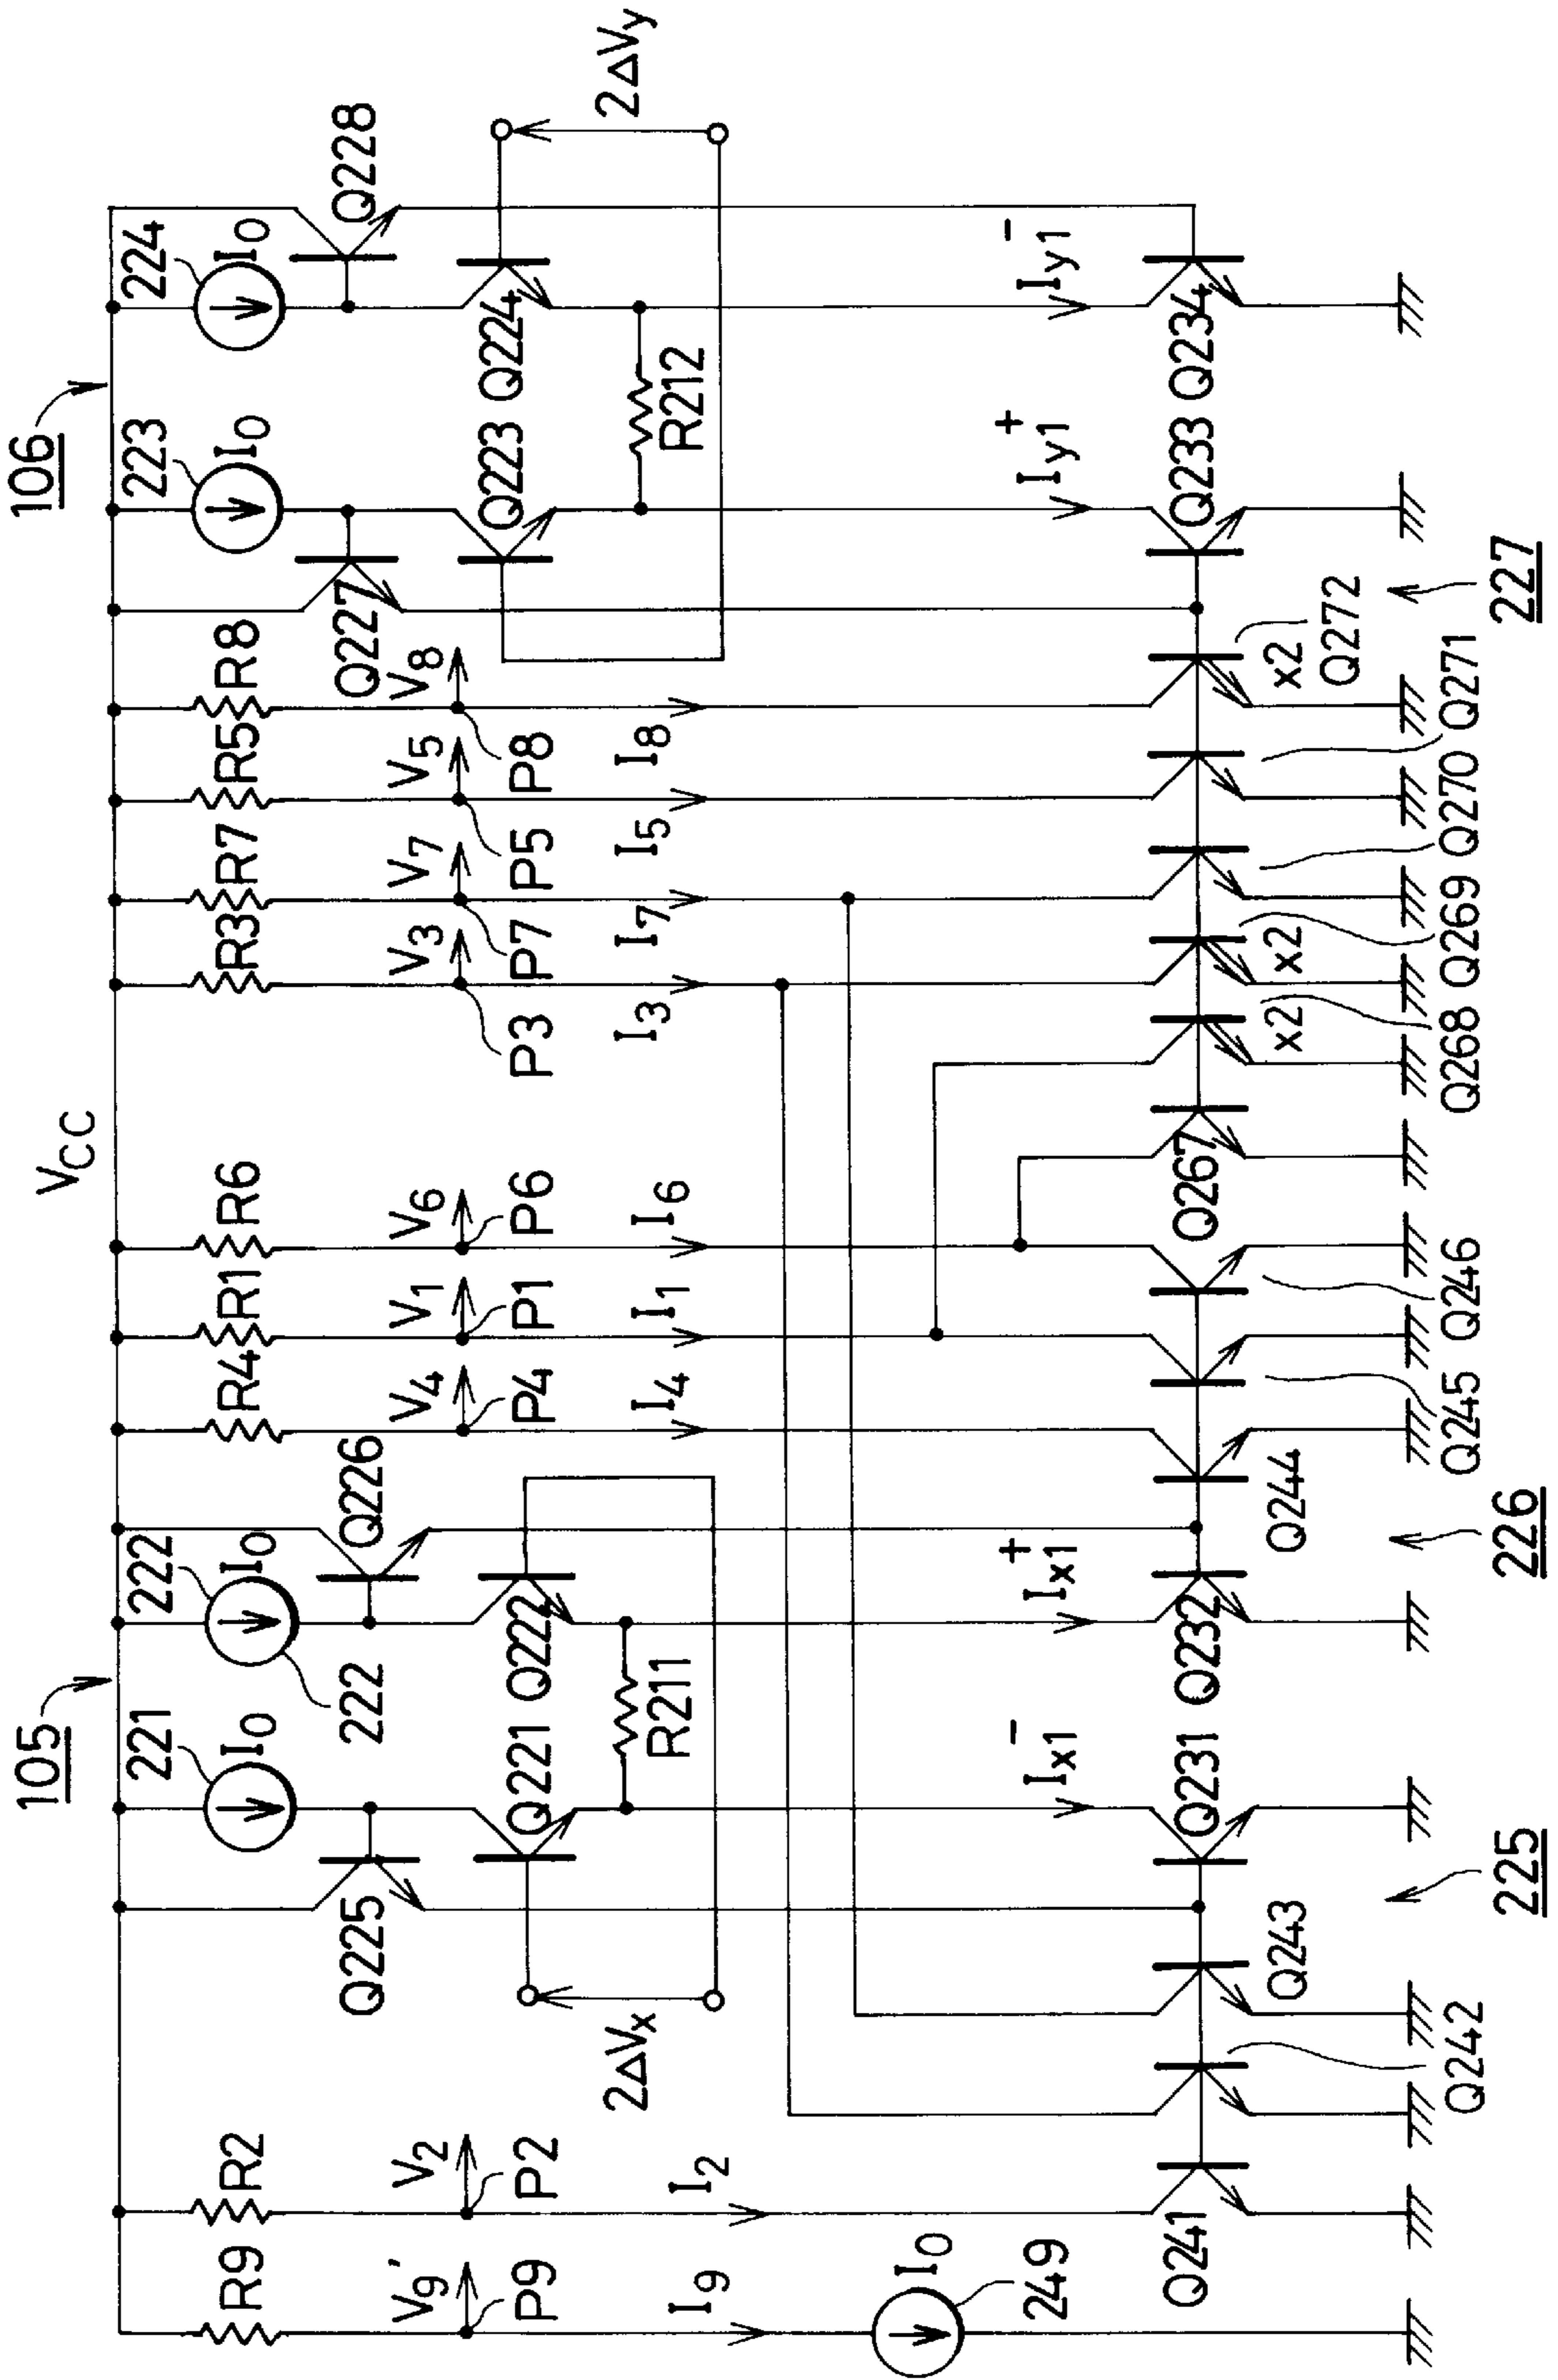 105
V_CC
106
221
222
223
224
R9
R2
I₀
I₀
R4
R1
R6
R3
R7
R5
R8
I₀
I₀
Q225
222
Q226
Q227
Q228
V₉'
V₂
V₄
V₁
V₆
V₃
V₇
V₅
V₈
P9
P2
Q221
Q222
P4
P1
P6
P3
P7
P5
P8
Q223
Q224
2ΔVx
R211
R212
2ΔVy
I₉
I₂
I₄
I₁
I₆
I₃
I₇
I₅
I₈
I₀
249
Ix1⁻
Ix1⁺
Iy1⁺
Iy1⁻
Q241
Q231
Q232
Q267
Q233
Q234
Q243
Q244
x2
x2
x2
Q272
Q242
Q245
Q246
Q268
Q269
Q270
Q271
225
226
227